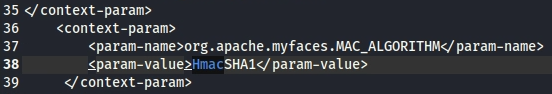 35 </context-param>
36     <context-param>
37         <param-name>org.apache.myfaces.MAC_ALGORITHM</param-name>
38         <param-value>HmacSHA1</param-value>
39      </context-param>